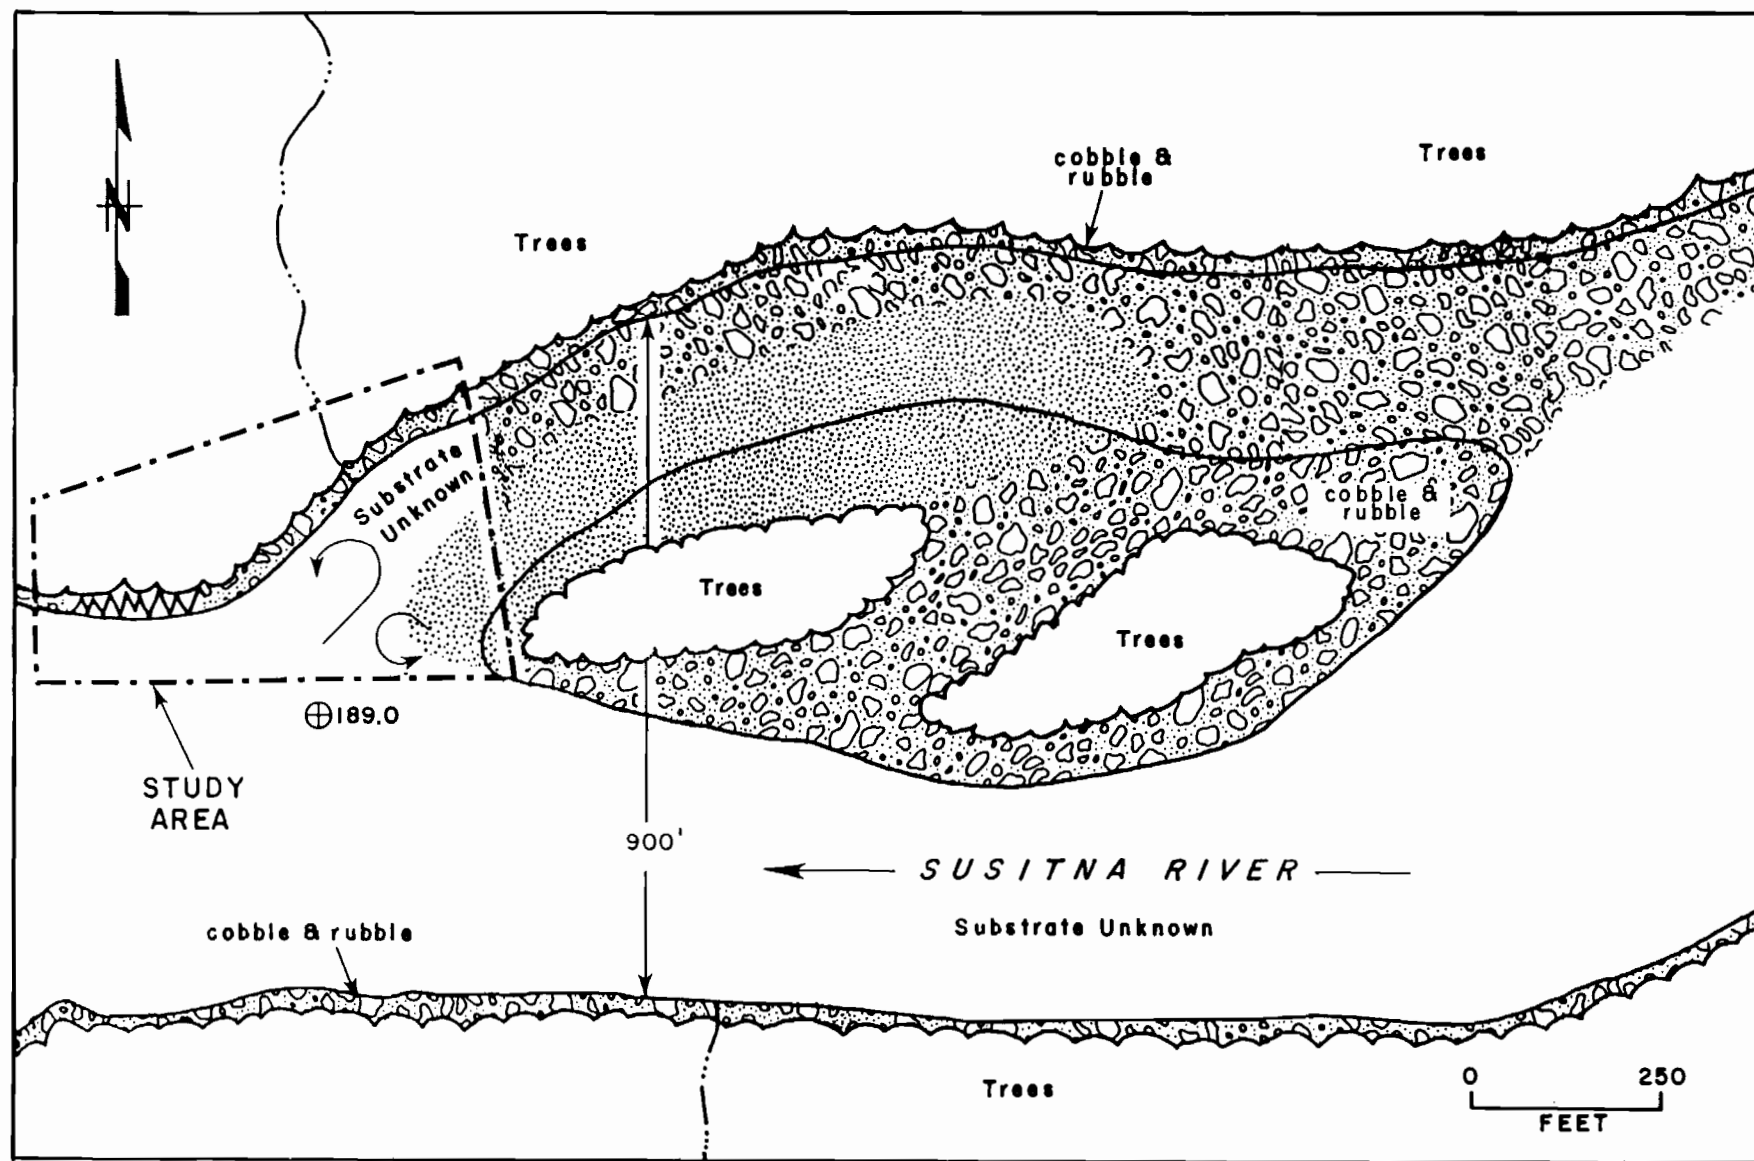 cobble &
rubble
Trees
Trees
N
Substrate
Unknown
cobble &
rubble
Trees
Trees
189.0
STUDY
AREA
900'
SUSITNA RIVER
Substrate Unknown
cobble & rubble
Trees
0 250
FEET